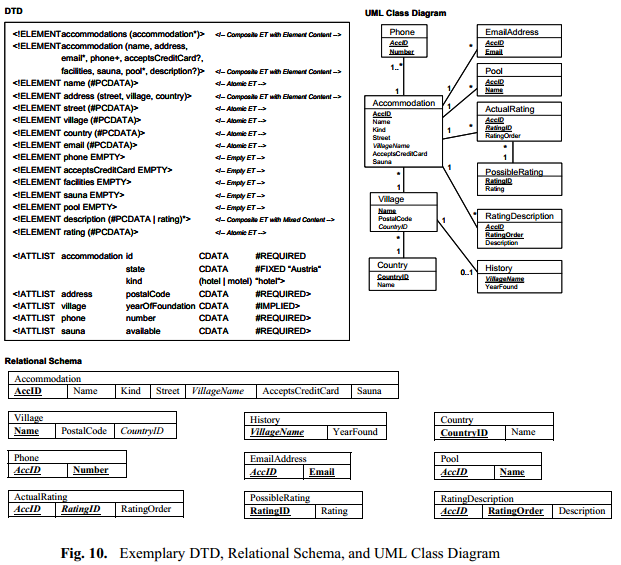 DTD
<!ELEMENTaccommodations (accommodation*)> <!-- Composite ET with Element Content -->
<!ELEMENTaccommodation (name, address,
email*, phone+, acceptsCreditCard?,
facilities, sauna, pool*, description?)> <!-- Composite ET with Element Content -->
<!ELEMENT name (#PCDATA)> <!-- Atomic ET -->
<!ELEMENT address (street, village, country)> <!-- Composite ET with Element Content -->
<!ELEMENT street (#PCDATA)> <!-- Atomic ET -->
<!ELEMENT village (#PCDATA)> <!-- Atomic ET -->
<!ELEMENT country (#PCDATA)> <!-- Atomic ET -->
<!ELEMENT email (#PCDATA)> <!-- Atomic ET -->
<!ELEMENT phone EMPTY> <!-- Empty ET -->
<!ELEMENT acceptsCreditCard EMPTY> <!-- Empty ET -->
<!ELEMENT facilities EMPTY> <!-- Empty ET -->
<!ELEMENT sauna EMPTY> <!-- Empty ET -->
<!ELEMENT pool EMPTY> <!-- Empty ET -->
<!ELEMENT description (#PCDATA | rating)*> <!-- Composite ET with Mixed Content -->
<!ELEMENT rating (#PCDATA)> <!-- Atomic ET -->
<!ATTLIST accommodation id CDATA #REQUIRED
state CDATA #FIXED "Austria"
kind (hotel | motel) "hotel">
<!ATTLIST address postalCode CDATA #REQUIRED>
<!ATTLIST village yearOfFoundation CDATA #IMPLIED>
<!ATTLIST phone number CDATA #REQUIRED>
<!ATTLIST sauna available CDATA #REQUIRED>
UML Class Diagram
Phone
AccID
Number
1..*
1
Accommodation
AccID
Name
Kind
Street
VillageName
AcceptsCreditCard
Sauna
*
1
Village
Name
PostalCode
CountryID
*
1
Country
CountryID
Name
EmailAddress
AccID
Email
*
1
Pool
AccID
Name
*
1
ActualRating
AccID
RatingID
RatingOrder
*
1
*
1
PossibleRating
RatingID
Rating
RatingDescription
AccID
RatingOrder
Description
*
1
History
VillageName
YearFound
1
0..1
Relational Schema
Accommodation
AccID Name Kind Street VillageName AcceptsCreditCard Sauna
Village
Name PostalCode CountryID
History
VillageName YearFound
Country
CountryID Name
Phone
AccID Number
EmailAddress
AccID Email
Pool
AccID Name
ActualRating
AccID RatingID RatingOrder
PossibleRating
RatingID Rating
RatingDescription
AccID RatingOrder Description
Fig. 10. Exemplary DTD, Relational Schema, and UML Class Diagram